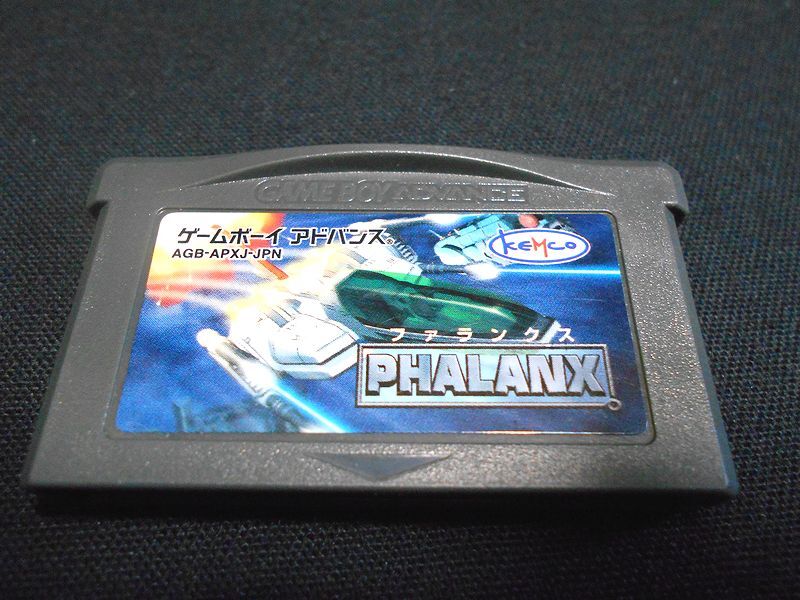 GAME BOY ADVANCE
ゲームボーイ アドバンス®
AGB-APXJ-JPN
KEMCO
ファランクス
PHALANX